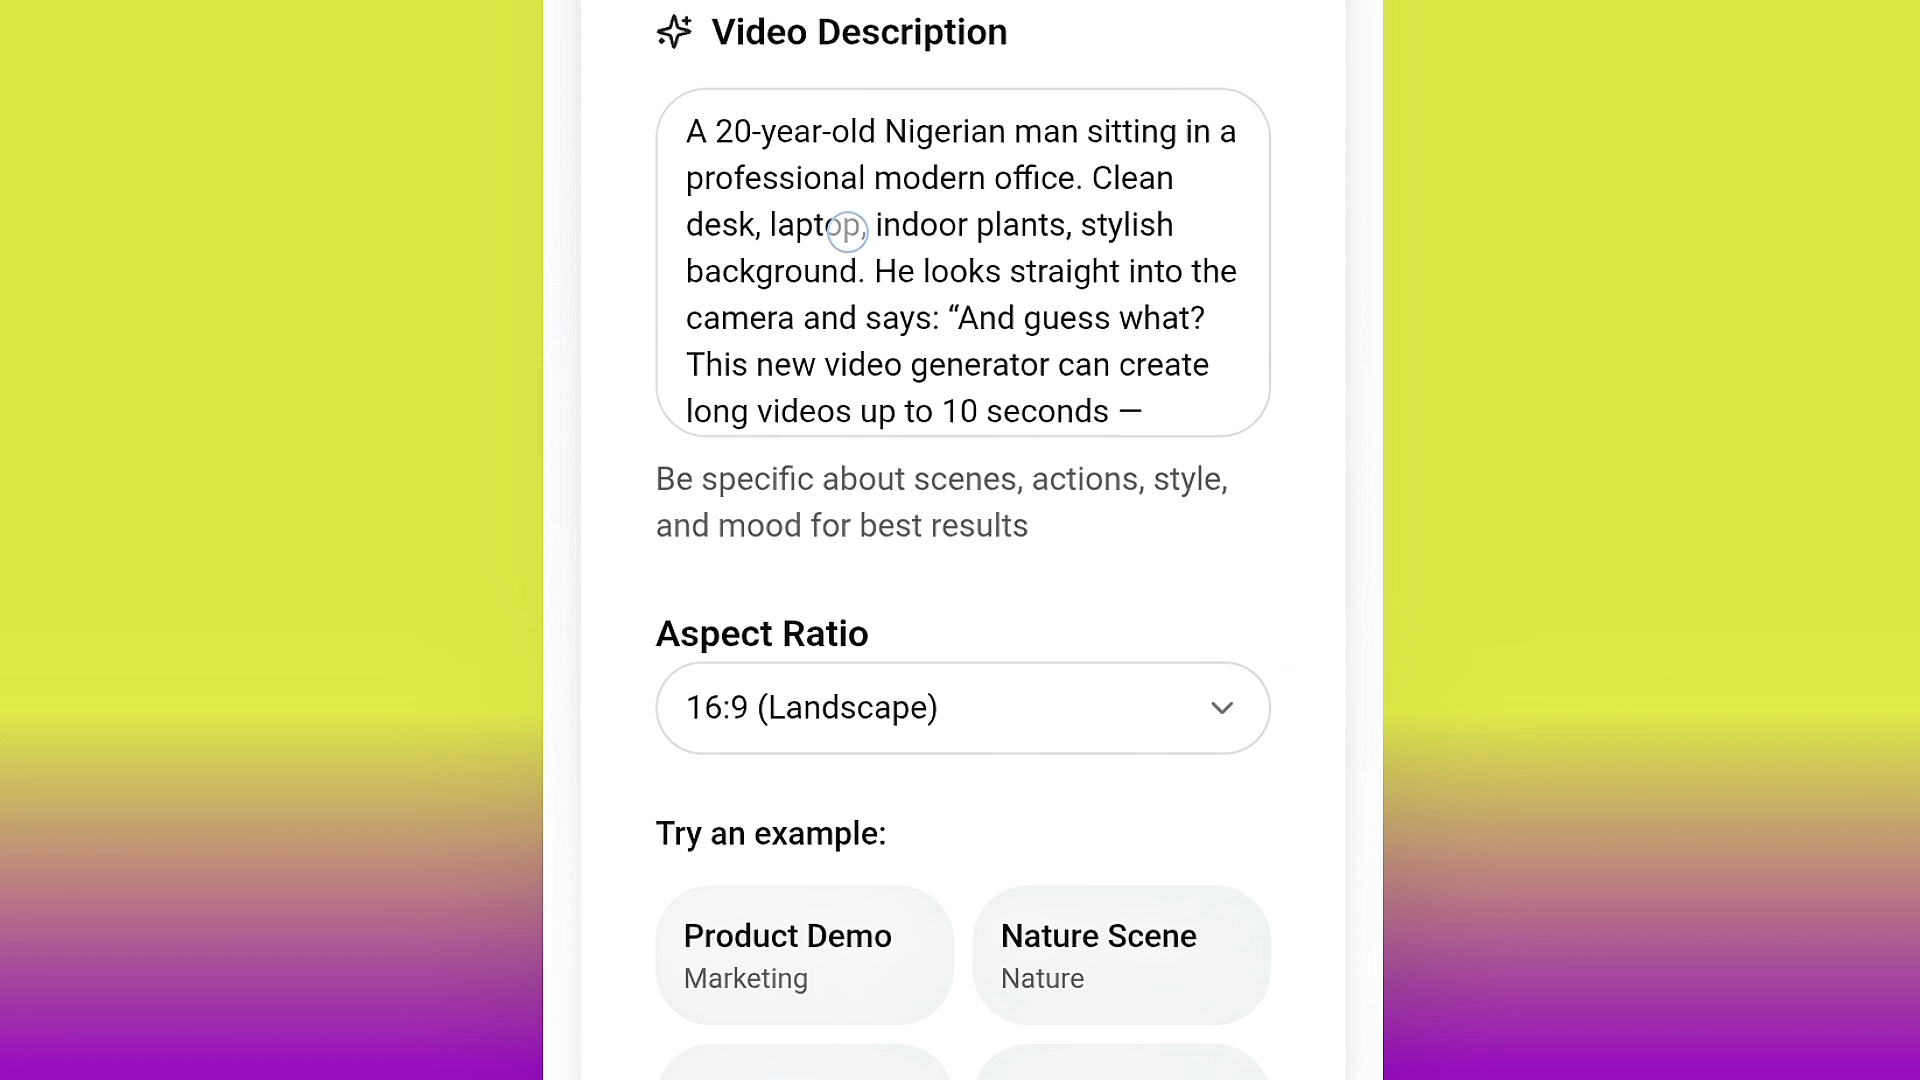 Video Description
A 20-year-old Nigerian man sitting in a
professional modern office. Clean
desk, laptop, indoor plants, stylish
background. He looks straight into the
camera and says: “And guess what?
This new video generator can create
long videos up to 10 seconds —
Be specific about scenes, actions, style,
and mood for best results
Aspect Ratio
16:9 (Landscape)
Try an example:
Product Demo
Marketing
Nature Scene
Nature